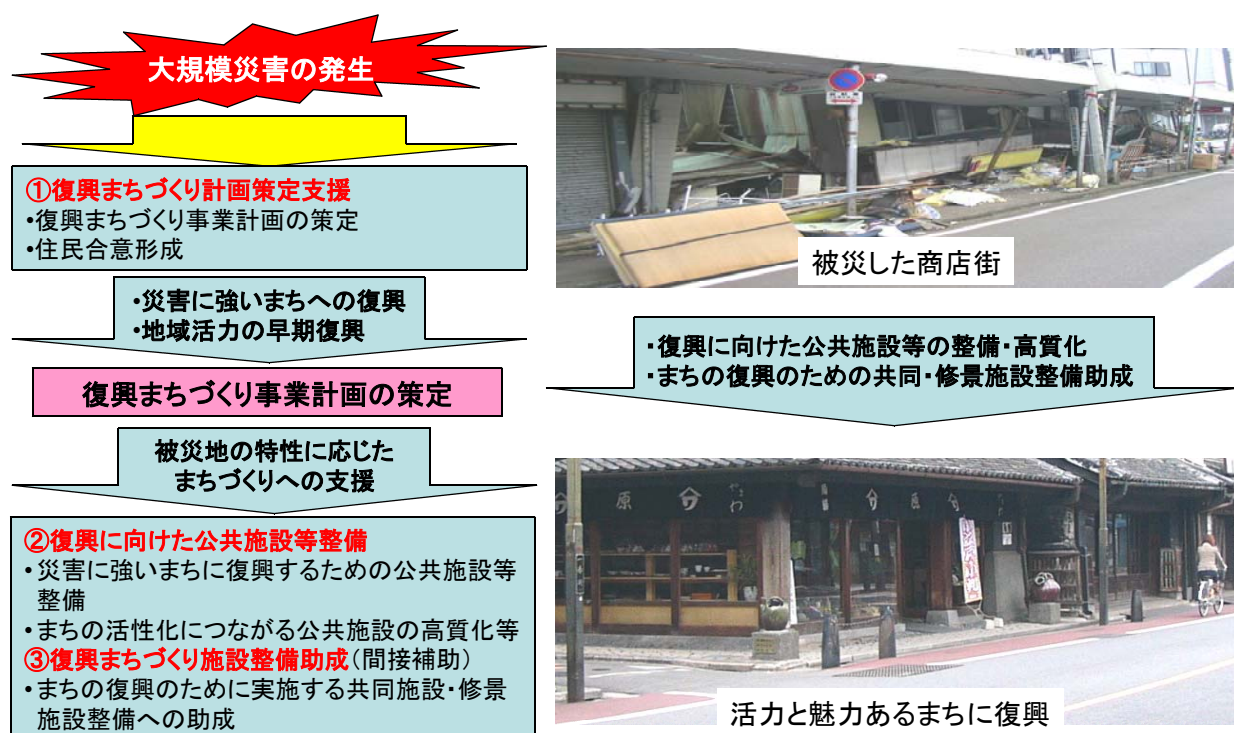 大規模災害の発生
①復興まちづくり計画策定支援
•復興まちづくり事業計画の策定
•住民合意形成
•災害に強いまちへの復興
•地域活力の早期復興
復興まちづくり事業計画の策定
被災地の特性に応じた
まちづくりへの支援
②復興に向けた公共施設等整備
•災害に強いまちに復興するための公共施設等
整備
•まちの活性化につながる公共施設の高質化等
③復興まちづくり施設整備助成(間接補助)
•まちの復興のために実施する共同施設・修景
施設整備への助成
被災した商店街
・復興に向けた公共施設等の整備・高質化
・まちの復興のための共同・修景施設整備助成
原
やまわ
活力と魅力あるまちに復興